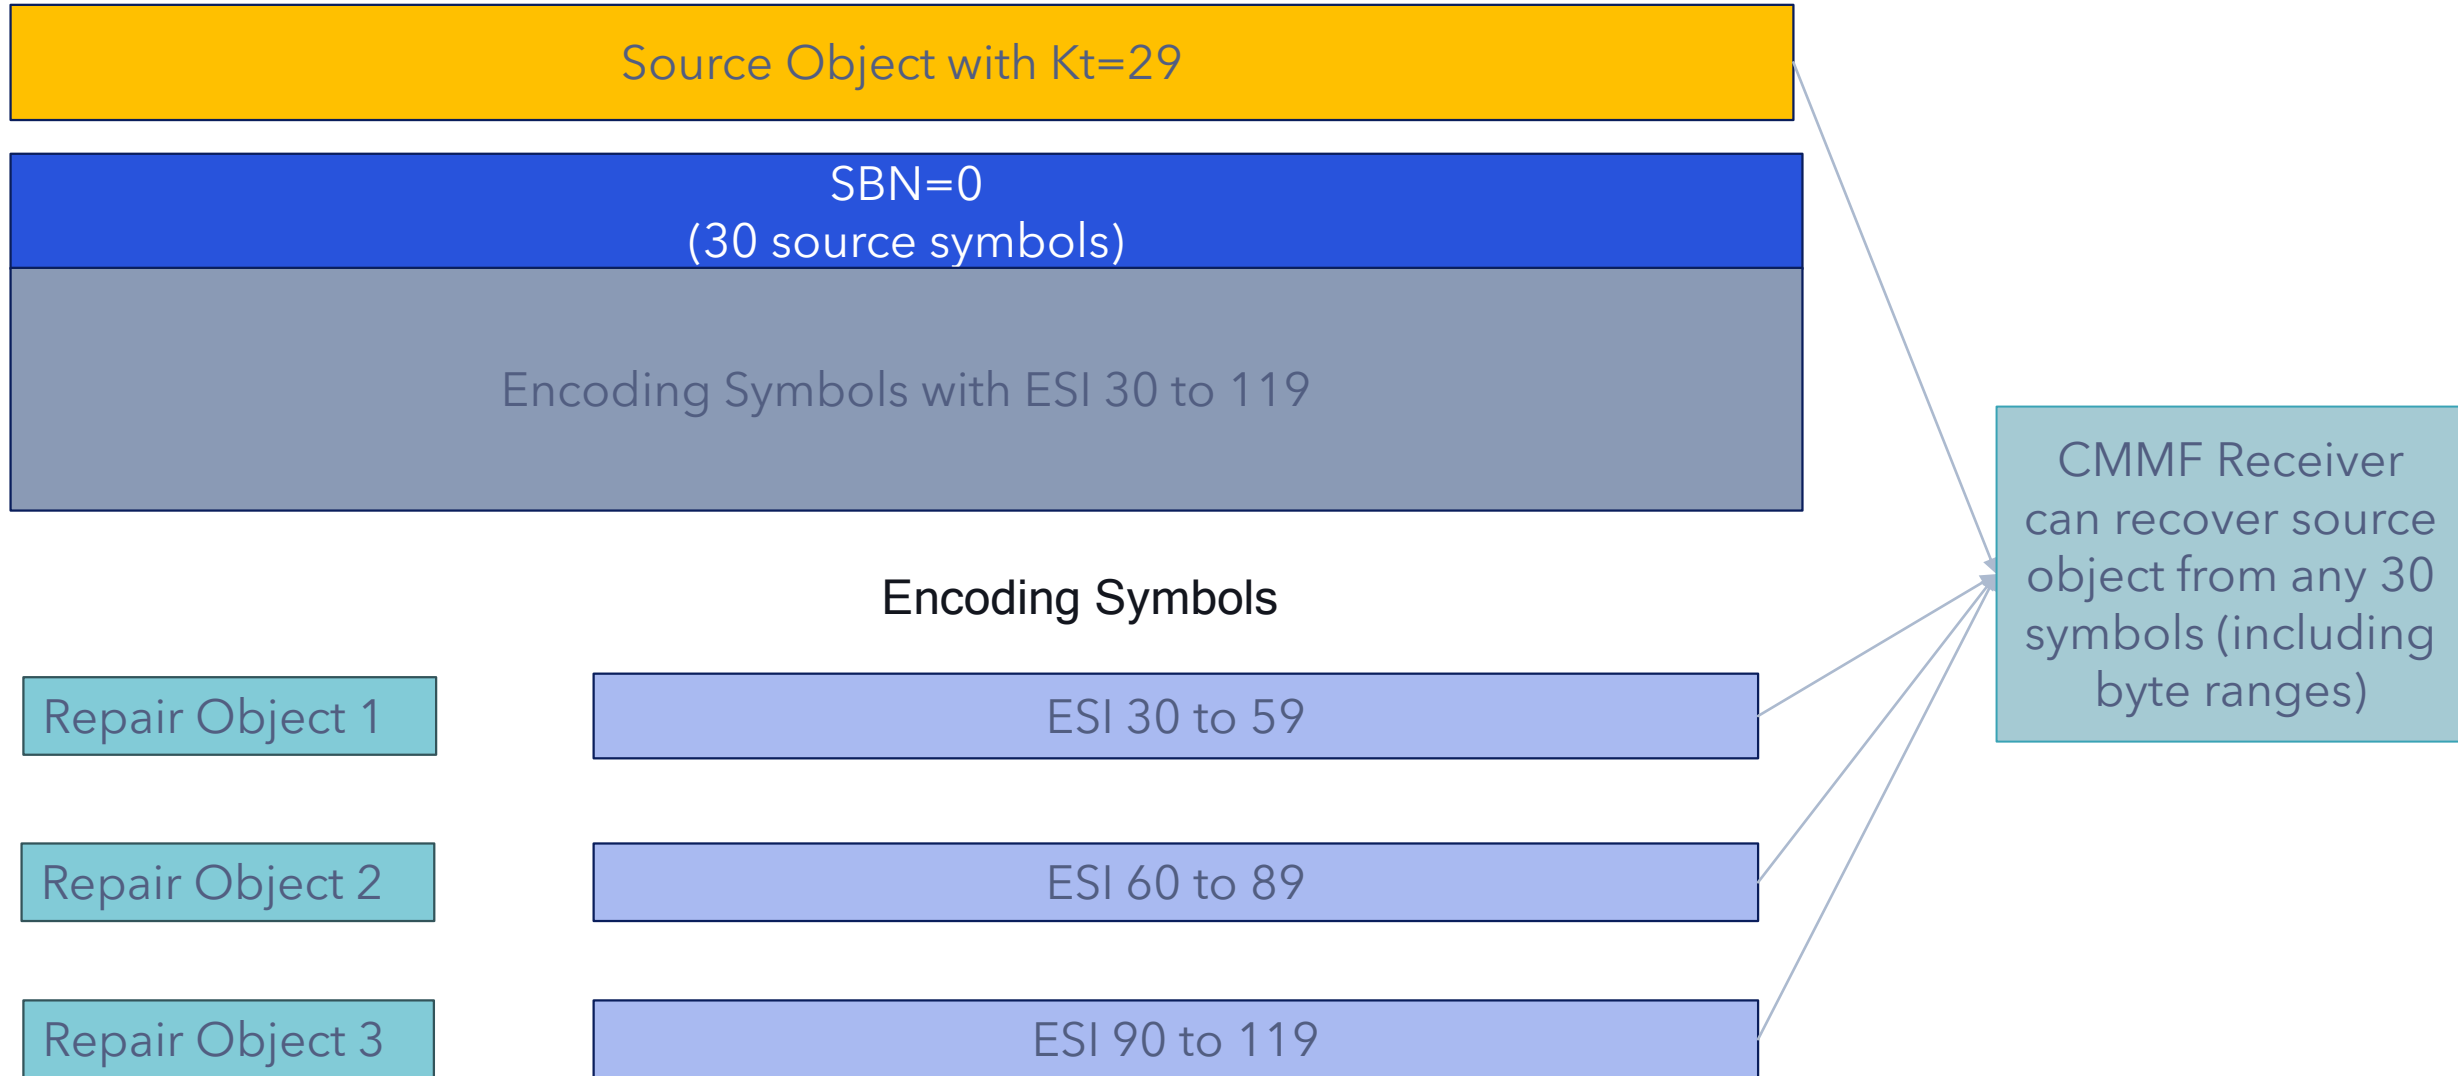 Source Object with Kt=29
SBN=0
(30 source symbols)
Encoding Symbols with ESI 30 to 119
CMMF Receiver
can recover source
object from any 30
symbols (including
byte ranges)
Encoding Symbols
Repair Object 1
ESI 30 to 59
Repair Object 2
ESI 60 to 89
Repair Object 3
ESI 90 to 119